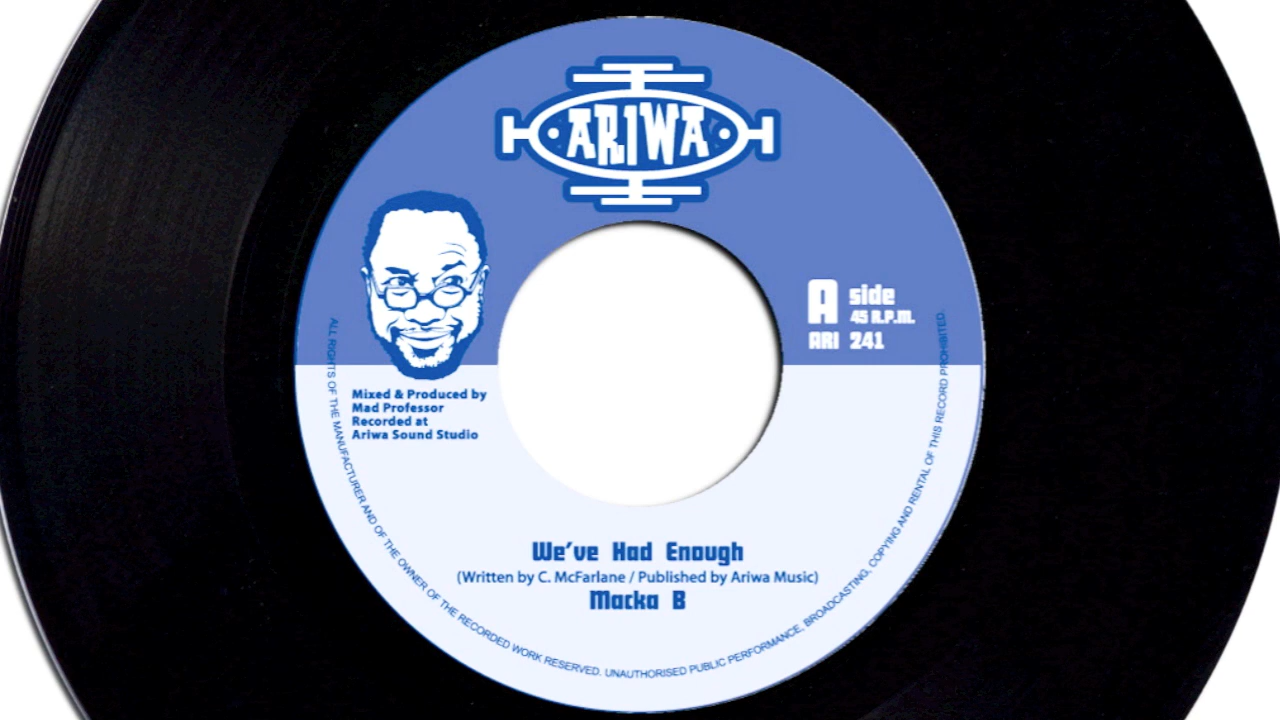 ARIWA
A side
45 R.P.M.
ARI 241
Mixed & Produced by
Mad Professor
Recorded at
Ariwa Sound Studio
We've Had Enough
(Written by C. McFarlane / Published by Ariwa Music)
Macka B
ALL RIGHTS OF THE MANUFACTURER AND OF THE OWNER OF THE RECORDED WORK RESERVED. UNAUTHORISED PUBLIC PERFORMANCE, BROADCASTING, COPYING AND RENTAL OF THIS RECORD PROHIBITED.